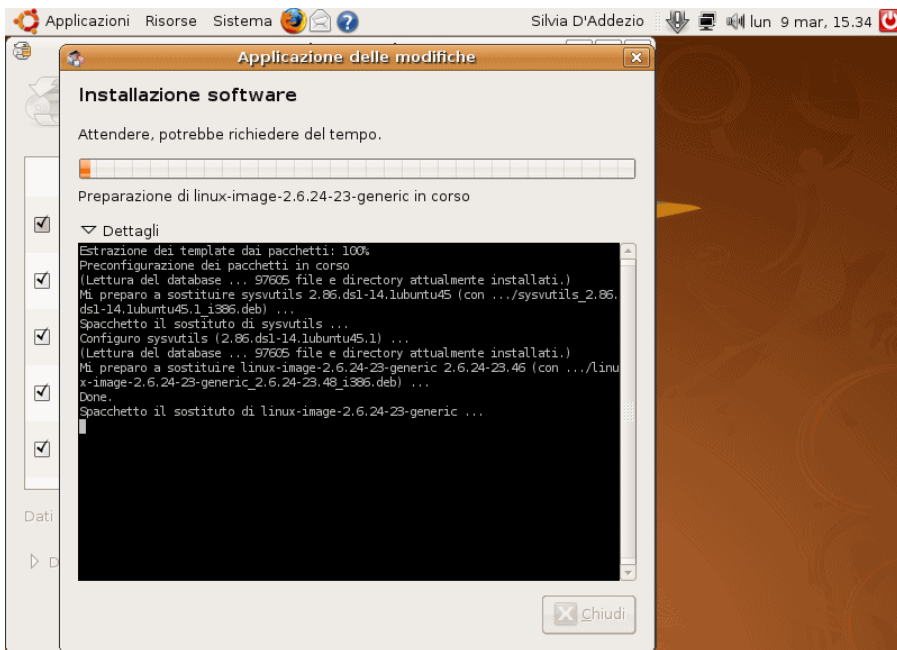 Applicazioni Risorse Sistema Silvia D'Addezio lun 9 mar, 15.34
Applicazione delle modifiche
Installazione software
Attendere, potrebbe richiedere del tempo.
Preparazione di linux-image-2.6.24-23-generic in corso
Dettagli
Estrazione dei template dai pacchetti: 100%
Preconfigurazione dei pacchetti in corso
(Lettura del database ... 97605 file e directory attualmente installati.)
Mi preparo a sostituire sysvutils 2.86.ds1-14.1ubuntu45 (con .../sysvutils_2.86.
ds1-14.1ubuntu45.1_i386.deb) ...
Spacchetto il sostituto di sysvutils ...
Configuro sysvutils (2.86.ds1-14.1ubuntu45.1) ...
(Lettura del database ... 97605 file e directory attualmente installati.)
Mi preparo a sostituire linux-image-2.6.24-23-generic 2.6.24-23.46 (con .../linu
x-image-2.6.24-23-generic_2.6.24-23.48_i386.deb) ...
Done.
Spacchetto il sostituto di linux-image-2.6.24-23-generic ...
Dati
D
Chiudi